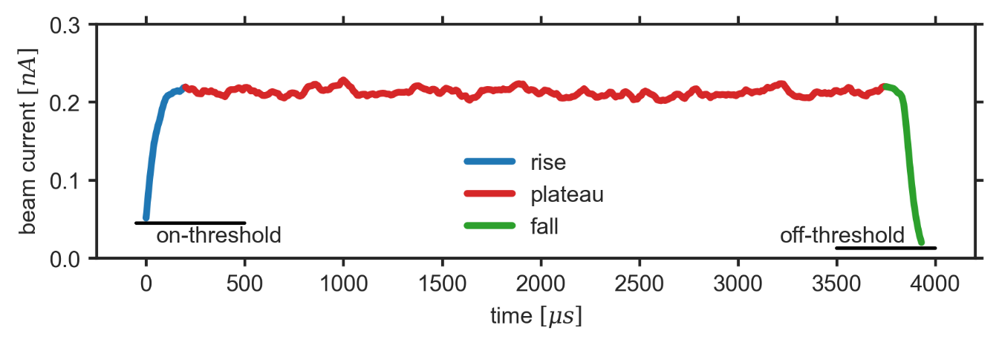 beam current [nA]
0.3
0.2
0.1
0.0
rise
plateau
fall
on-threshold
off-threshold
0 500 1000 1500 2000 2500 3000 3500 4000
time [μs]